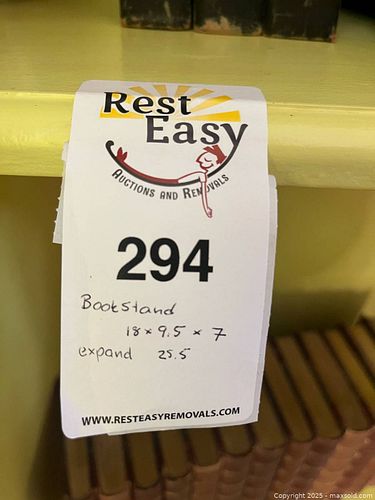 Rest
Easy
AUCTIONS AND REMOVALS
294
Bookstand
18 x 9.5 x 7
expand 25.5
WWW.RESTEASYREMOVALS.COM
Copyright 2025 - maxsold.com